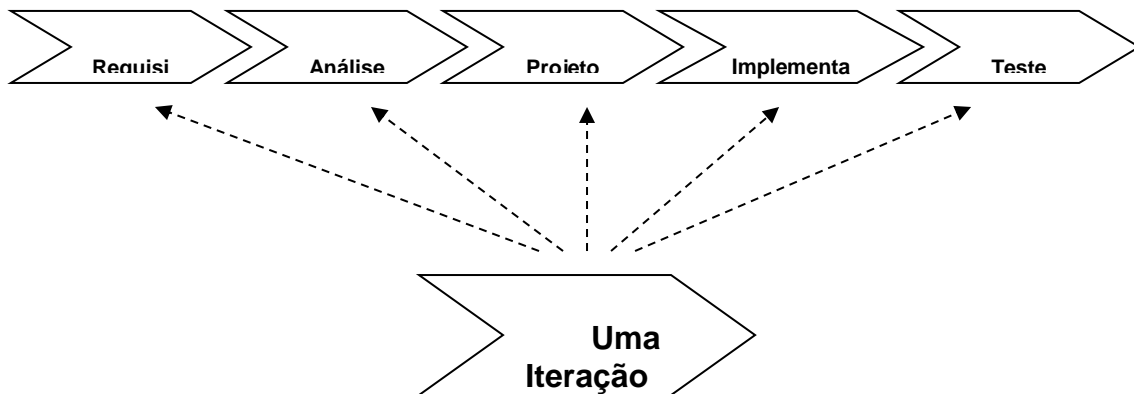 Requisi
Análise
Projeto
Implementa
Teste
Uma
Iteração